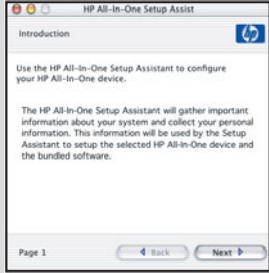 HP All-In-One Setup Assist
Introduction
hp
Use the HP All-In-One Setup Assistant to configure
your HP All-In-One device.
The HP All-In-One Setup Assistant will gather important
information about your system and collect your personal
information. This information will be used by the Setup
Assistant to setup the selected HP All-In-One device and
the bundled software.
Page 1
Back
Next